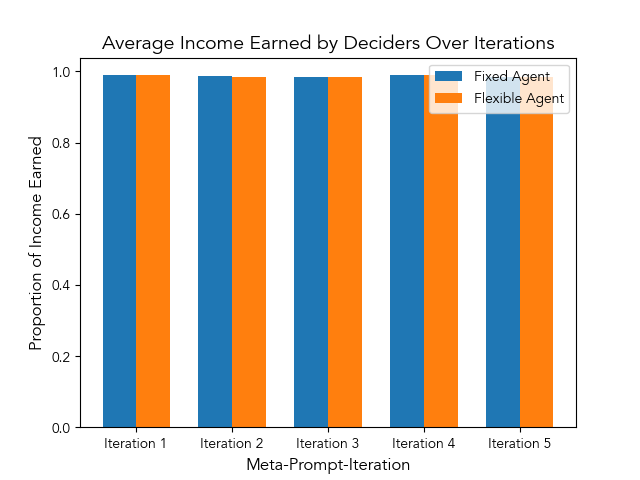 Average Income Earned by Deciders Over Iterations
Fixed Agent
Flexible Agent
Proportion of Income Earned
1.0
0.8
0.6
0.4
0.2
0.0
Iteration 1
Iteration 2
Iteration 3
Iteration 4
Iteration 5
Meta-Prompt-Iteration